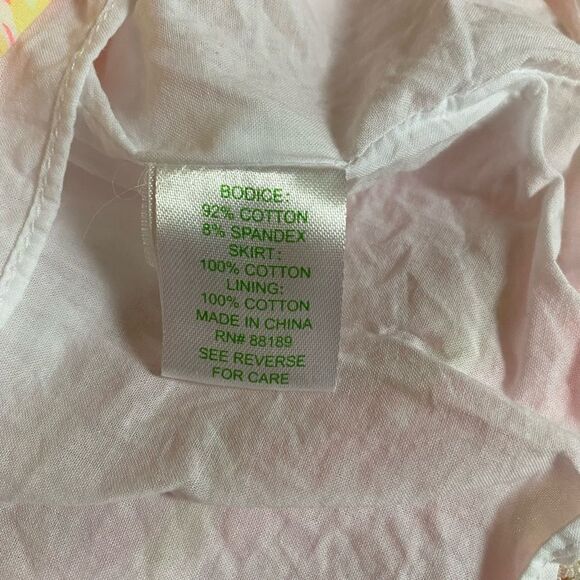 BODICE:
92% COTTON
8% SPANDEX
SKIRT:
100% COTTON
LINING:
100% COTTON
MADE IN CHINA
RN# 88189
SEE REVERSE
FOR CARE